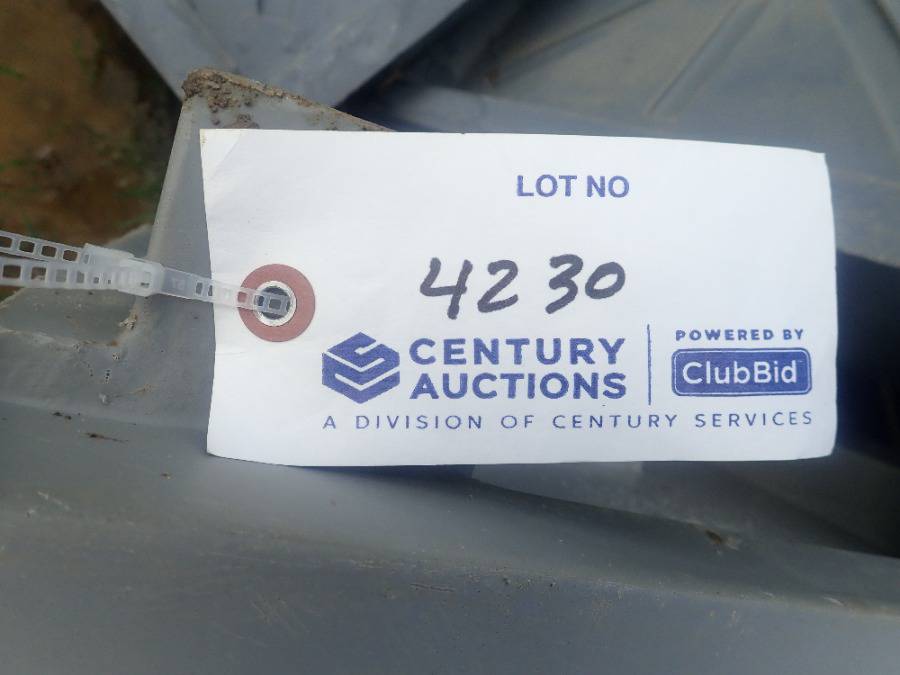 LOT NO
4230
CENTURY AUCTIONS
POWERED BY
ClubBid
A DIVISION OF CENTURY SERVICES